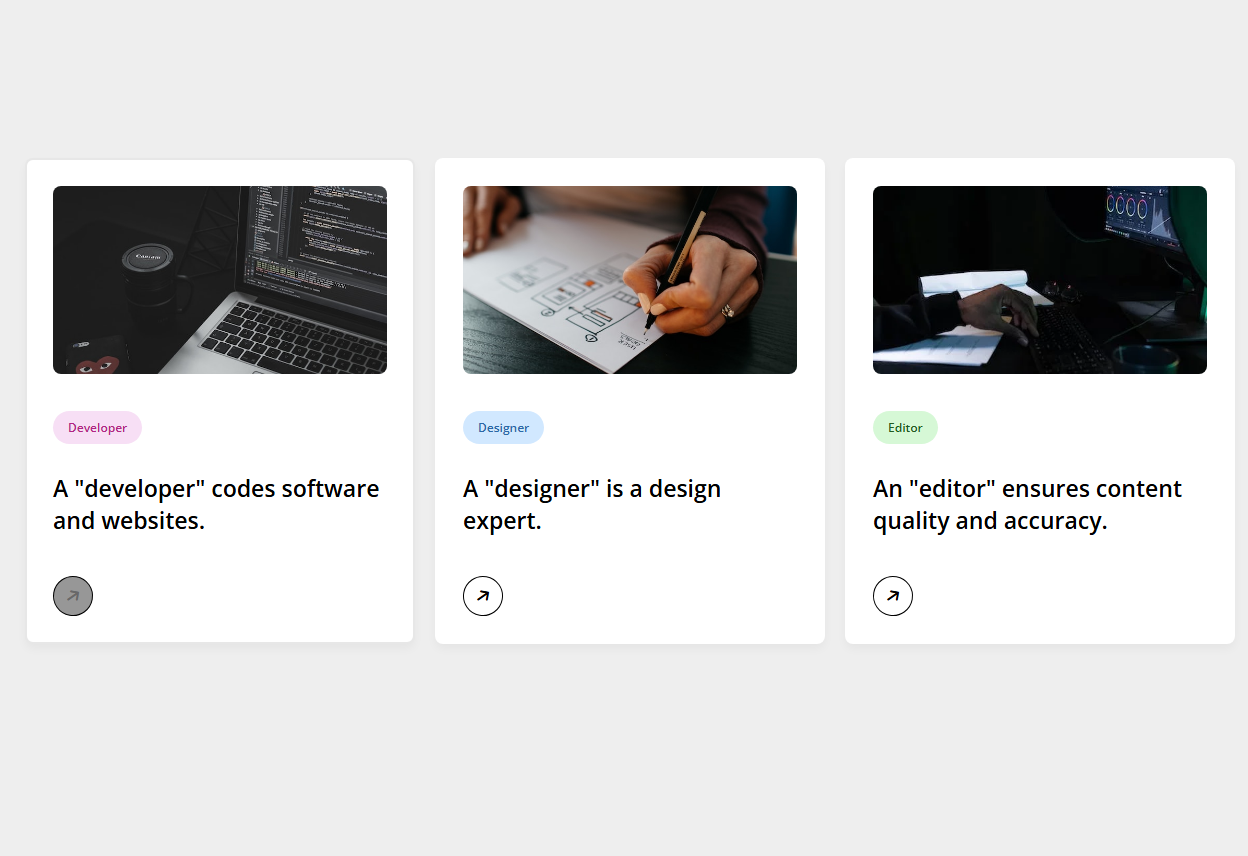 Developer
A "developer" codes software
and websites.
Designer
A "designer" is a design
expert.
Editor
An "editor" ensures content
quality and accuracy.